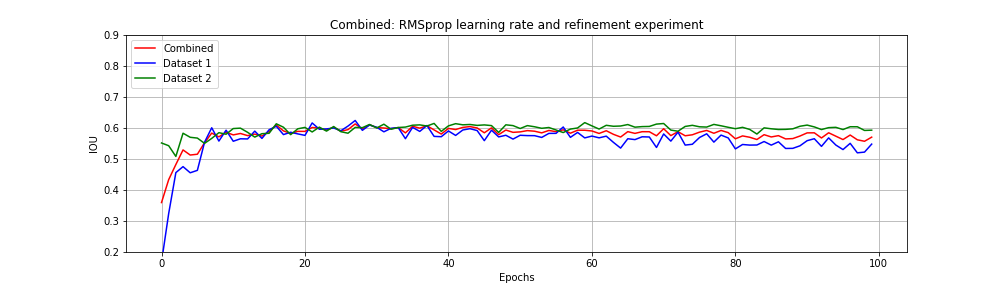 Combined: RMSprop learning rate and refinement experiment
Combined
Dataset 1
Dataset 2
IOU
0.9
0.8
0.7
0.6
0.5
0.4
0.3
0.2
0 20 40 60 80 100
Epochs